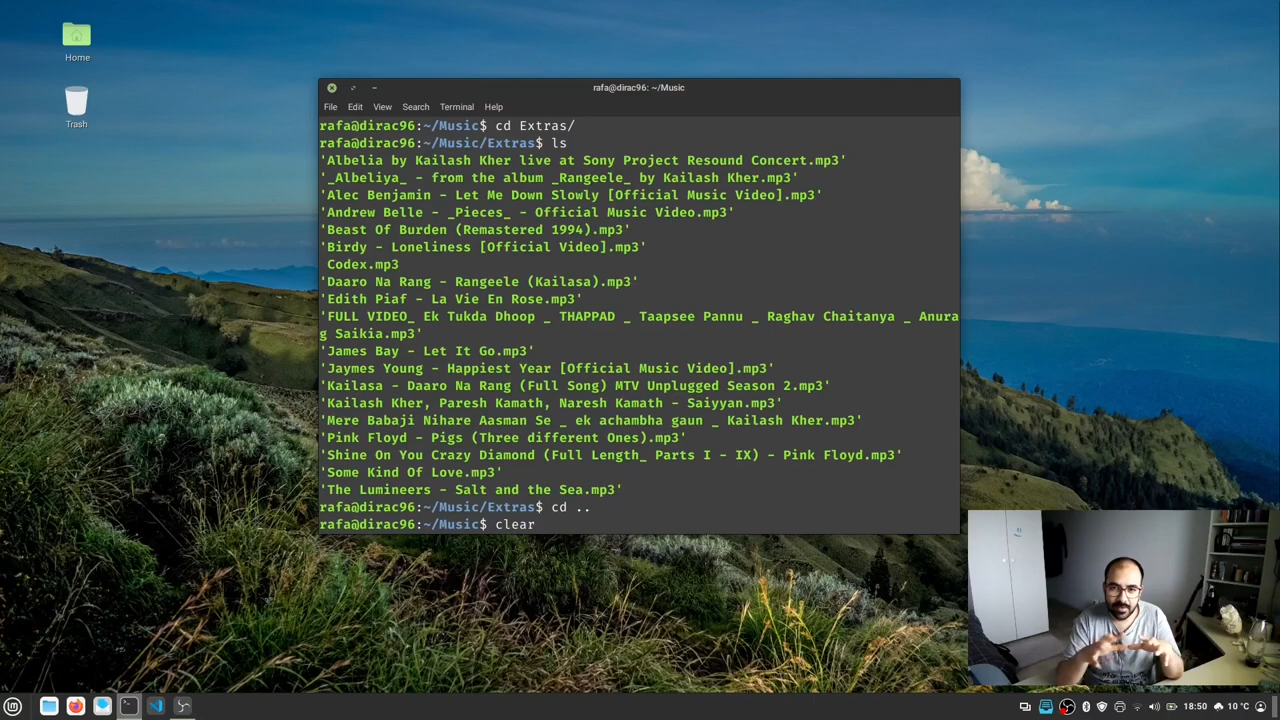 Home
Trash
rafa@dirac96: ~/Music
File Edit View Search Terminal Help
rafa@dirac96:~/Music$ cd Extras/
rafa@dirac96:~/Music/Extras$ ls
'Albelia by Kailash Kher live at Sony Project Resound Concert.mp3'
'_Albeliya_ - from the album _Rangeele_ by Kailash Kher.mp3'
'Alec Benjamin - Let Me Down Slowly [Official Music Video].mp3'
'Andrew Belle - _Pieces_ - Official Music Video.mp3'
'Beast Of Burden (Remastered 1994).mp3'
'Birdy - Loneliness [Official Video].mp3'
Codex.mp3
'Daaro Na Rang - Rangeele (Kailasa).mp3'
'Edith Piaf - La Vie En Rose.mp3'
'FULL VIDEO_ Ek Tukda Dhoop _ THAPPAD _ Taapsee Pannu _ Raghav Chaitanya _ Anura
g Saikia.mp3'
'James Bay - Let It Go.mp3'
'Jaymes Young - Happiest Year [Official Music Video].mp3'
'Kailasa - Daaro Na Rang (Full Song) MTV Unplugged Season 2.mp3'
'Kailash Kher, Paresh Kamath, Naresh Kamath - Saiyyan.mp3'
'Mere Babaji Nihare Aasman Se _ ek achambha gaun _ Kailash Kher.mp3'
'Pink Floyd - Pigs (Three different Ones).mp3'
'Shine On You Crazy Diamond (Full Length_ Parts I - IX) - Pink Floyd.mp3'
'Some Kind Of Love.mp3'
'The Lumineers - Salt and the Sea.mp3'
rafa@dirac96:~/Music/Extras$ cd ..
rafa@dirac96:~/Music$ clear
18:50 10 °C